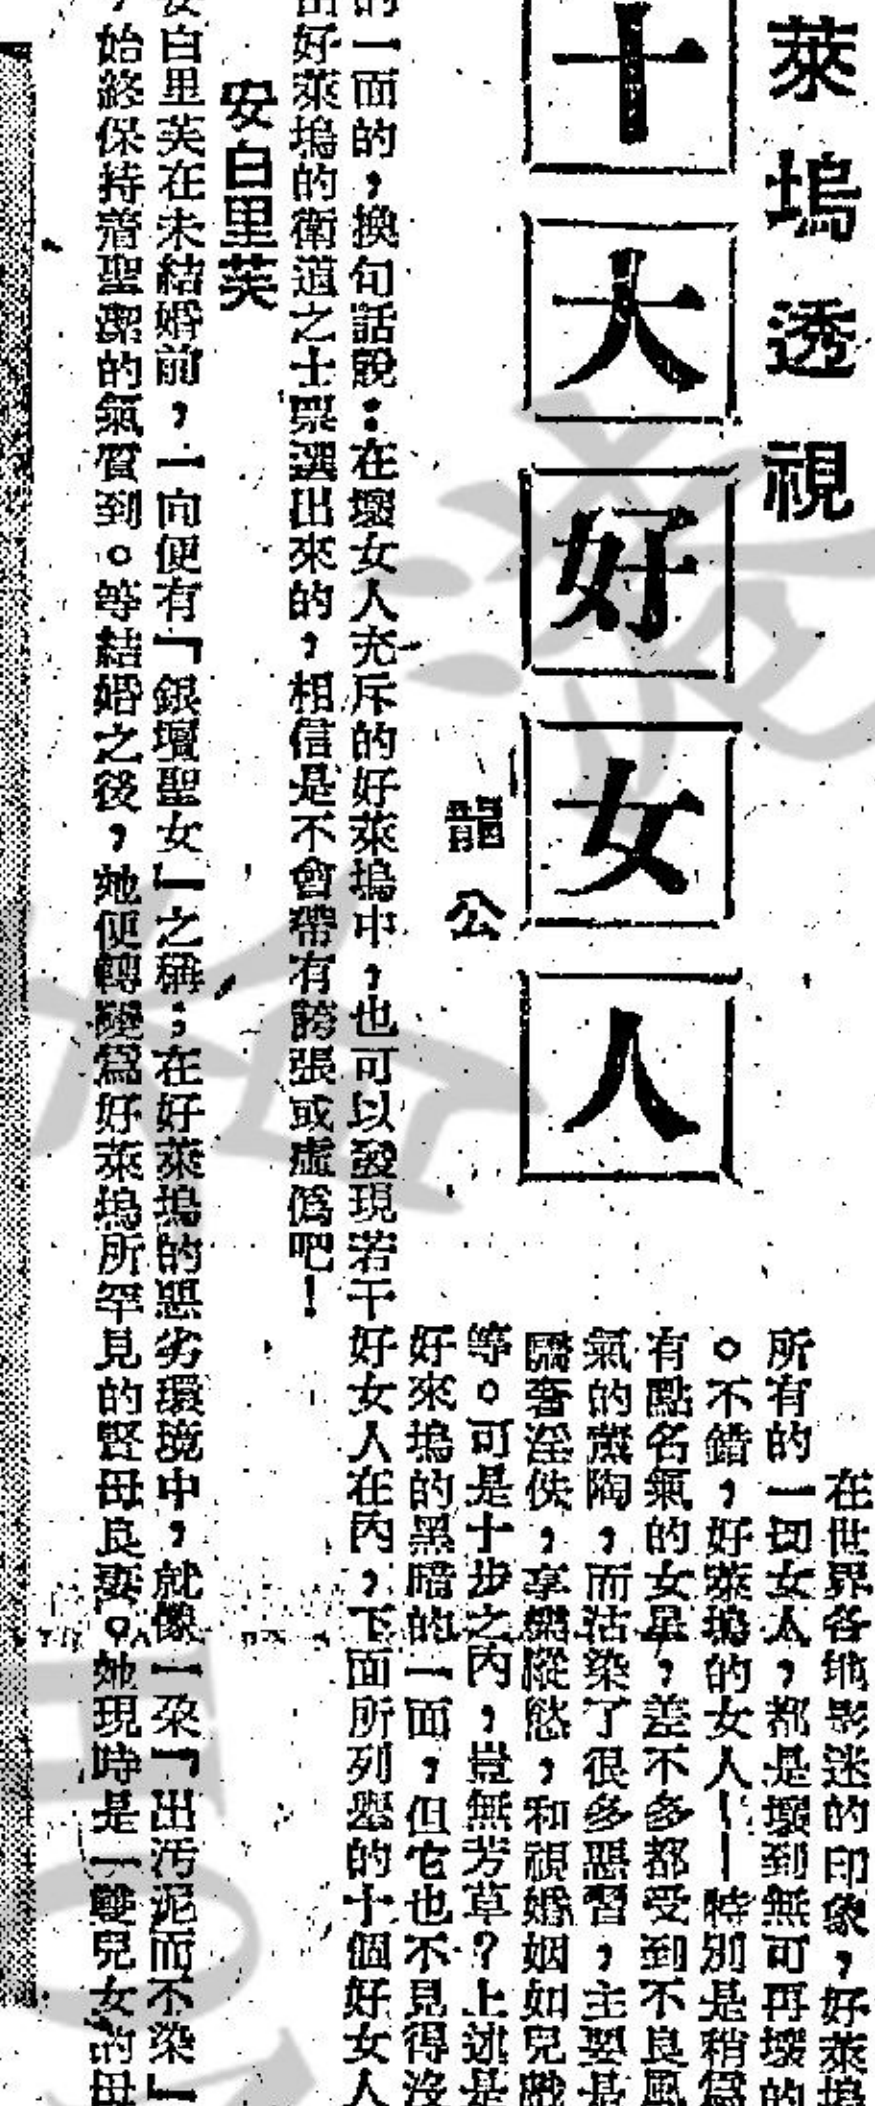 萊塢透視
十大好女人
龍公
在世界各地影迷的印象，好萊塢
所有的一切女人，都是壞到無可再壞的
。不錯，好萊塢的女人——特別是稍爲
有點名氣的女星，差不多都受到不良風
氣的薰陶，而沾染了很多惡習，主要是
驕奢淫佚，享樂縱慾，和視婚姻如兒戲
等。可是十步之內，豈無芳草？上述是
好來塢的黑暗的一面，但它也不見得沒
的一面的，換句話說：在壞女人充斥的好萊塢中，也可以發現若干好女人在內，下面所列舉的十個好女人
出好萊塢的衛道之士票選出來的，相信是不會帶有誇張或虛僞吧！
安白里芙
安白里芙在未結婚前，一向便有「銀壇聖女」之稱；在好萊塢的惡劣環境中，就像一朶「出汚泥而不染」
，始終保持着聖潔的氣質到。等結婚之後，她便轉變爲好萊塢所罕見的賢母良妻。她現時是一雙兒女的母